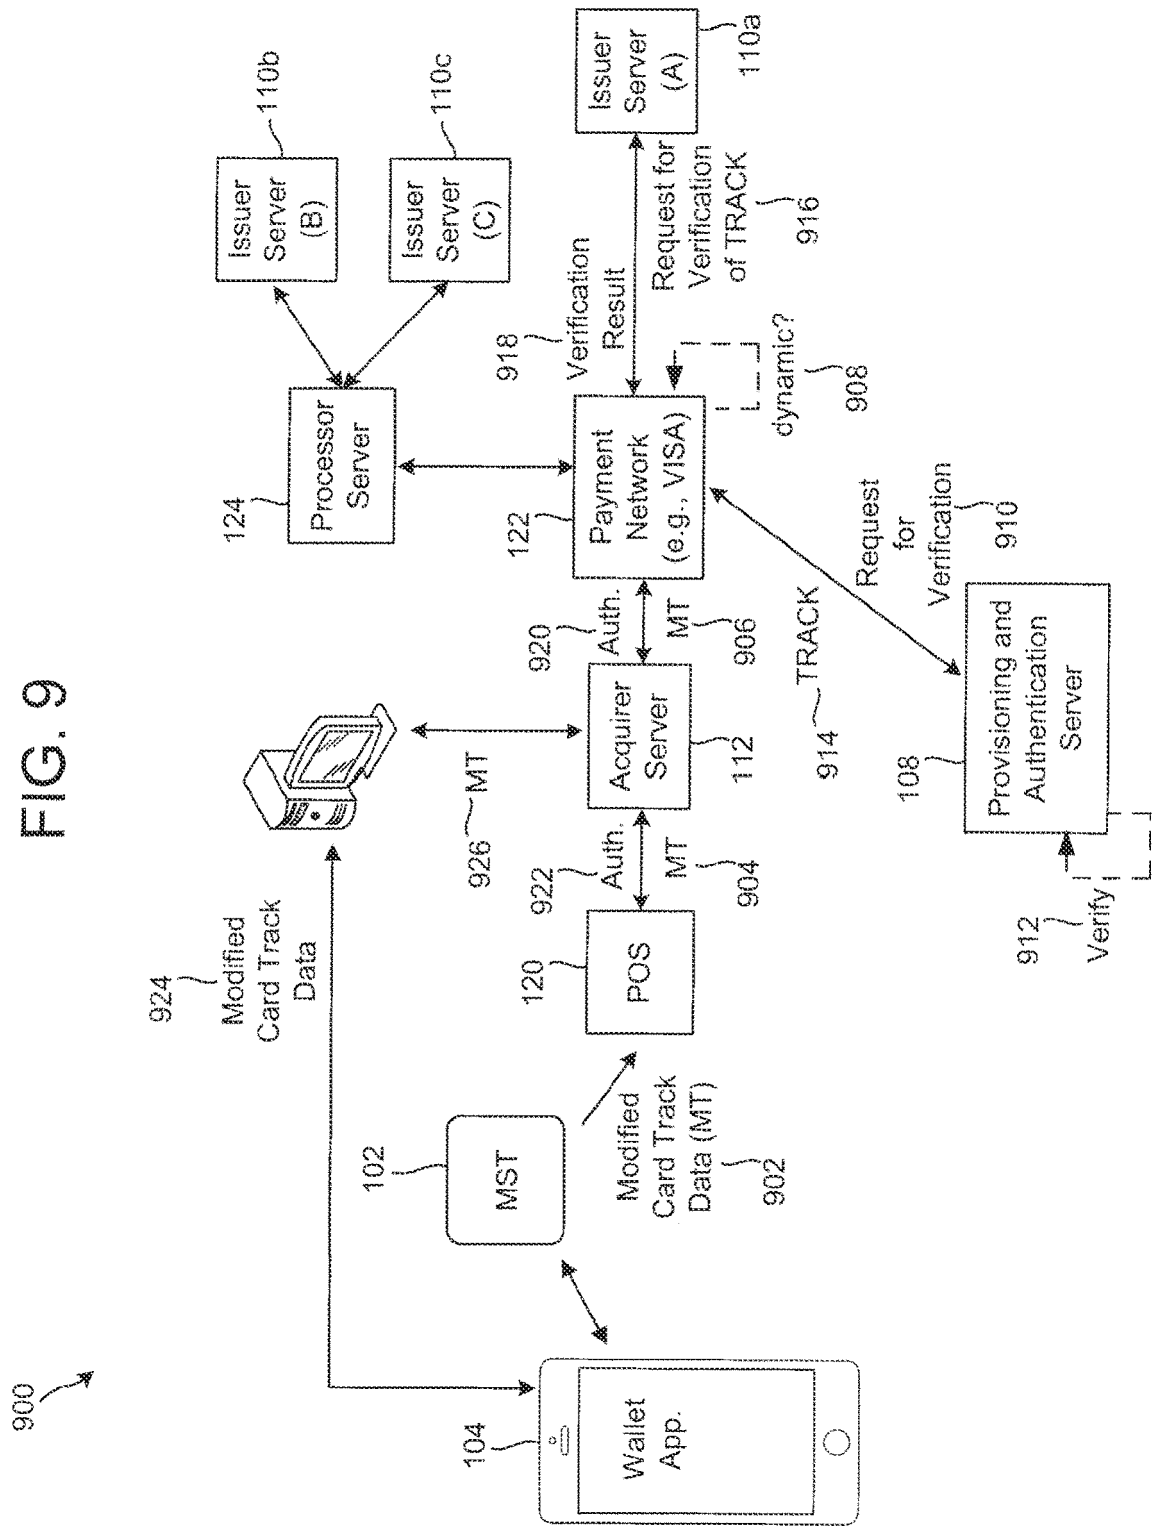 FIG. 9
900
104
Wallet
App.
102
MST
924
Modified
Card Track
Data
Modified
Card Track
Data (MT)
902
120
POS
922
Auth.
MT
904
926
MT
Acquirer
Server
112
920
Auth.
MT
906
122
Payment
Network
(e.g., VISA)
124
Processor
Server
Issuer
Server
(B)
110b
Issuer
Server
(C)
110c
918
Verification
Result
Request for
Verification
of TRACK
916
Issuer
Server
(A)
110a
dynamic?
908
914
TRACK
Request
for
Verification
910
108
Provisioning and
Authentication
Server
912
Verify